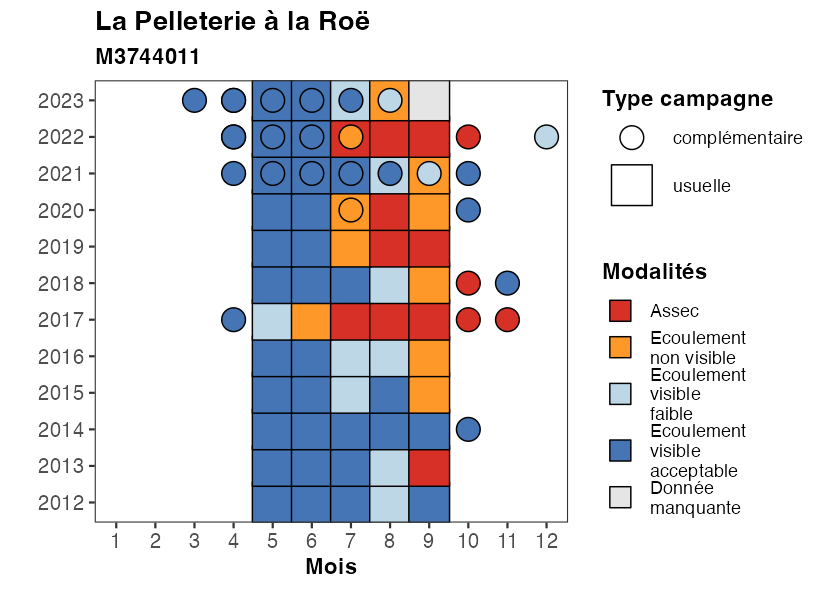 La Pelleterie à la Roë
M3744011
2023
2022
2021
2020
2019
2018
2017
2016
2015
2014
2013
2012
1 2 3 4 5 6 7 8 9 10 11 12
Mois
Type campagne
complémentaire
usuelle
Modalités
Assec
Ecoulement
non visible
Ecoulement
visible
faible
Ecoulement
visible
acceptable
Donnée
manquante